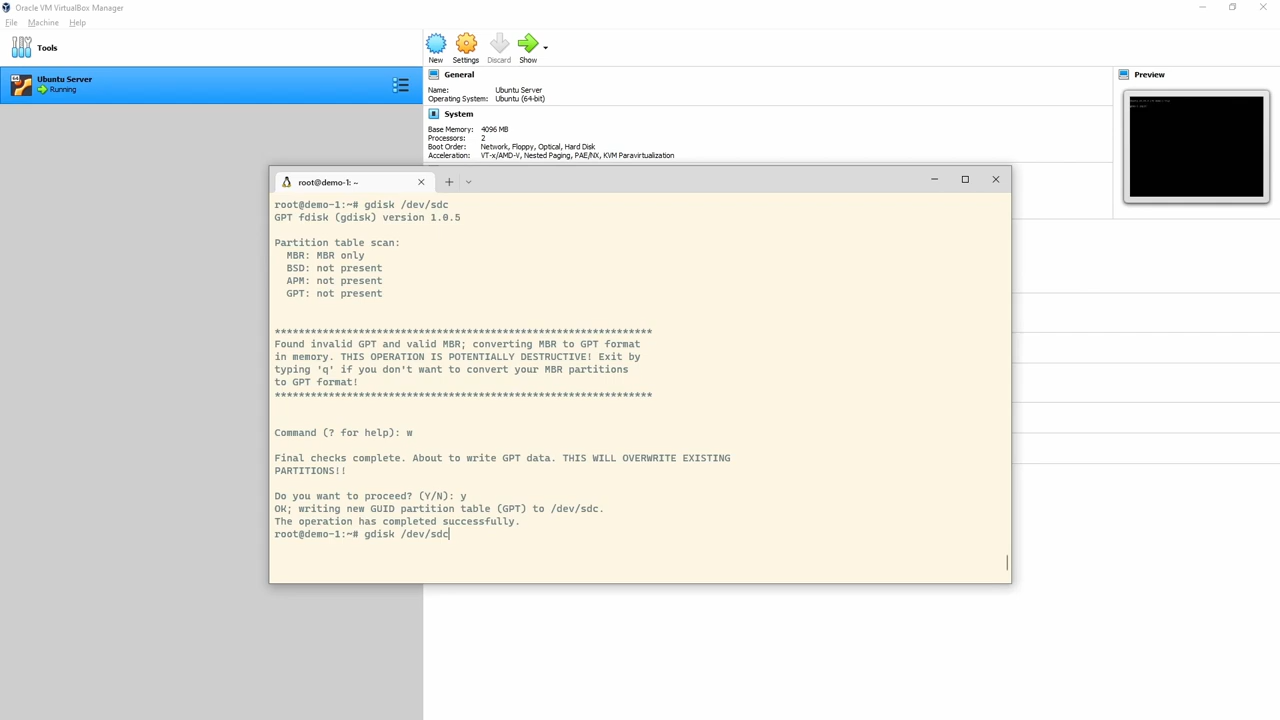 Oracle VM VirtualBox Manager
File Machine Help
Tools
New Settings Discard Show
Ubuntu Server
Running
General
Name: Ubuntu Server
Operating System: Ubuntu (64-bit)
System
Base Memory: 4096 MB
Processors: 2
Boot Order: Network, Floppy, Optical, Hard Disk
Acceleration: VT-x/AMD-V, Nested Paging, PAE/NX, KVM Paravirtualization
Preview
root@demo-1: ~
root@demo-1:~# gdisk /dev/sdc
GPT fdisk (gdisk) version 1.0.5
Partition table scan:
MBR: MBR only
BSD: not present
APM: not present
GPT: not present
***************************************************************
Found invalid GPT and valid MBR; converting MBR to GPT format
in memory. THIS OPERATION IS POTENTIALLY DESTRUCTIVE! Exit by
typing 'q' if you don't want to convert your MBR partitions
to GPT format!
***************************************************************
Command (? for help): w
Final checks complete. About to write GPT data. THIS WILL OVERWRITE EXISTING
PARTITIONS!!
Do you want to proceed? (Y/N): y
OK; writing new GUID partition table (GPT) to /dev/sdc.
The operation has completed successfully.
root@demo-1:~# gdisk /dev/sdc